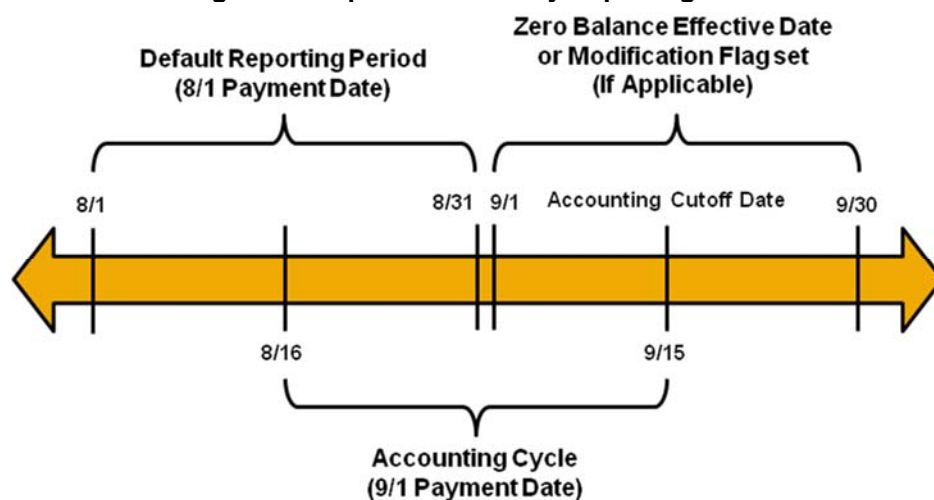 Zero Balance Effective Date
or Modification Flag set
(If Applicable)
Default Reporting Period
(8/1 Payment Date)
8/1
8/31
9/1
Accounting Cutoff Date
9/30
8/16
9/15
Accounting Cycle
(9/1 Payment Date)